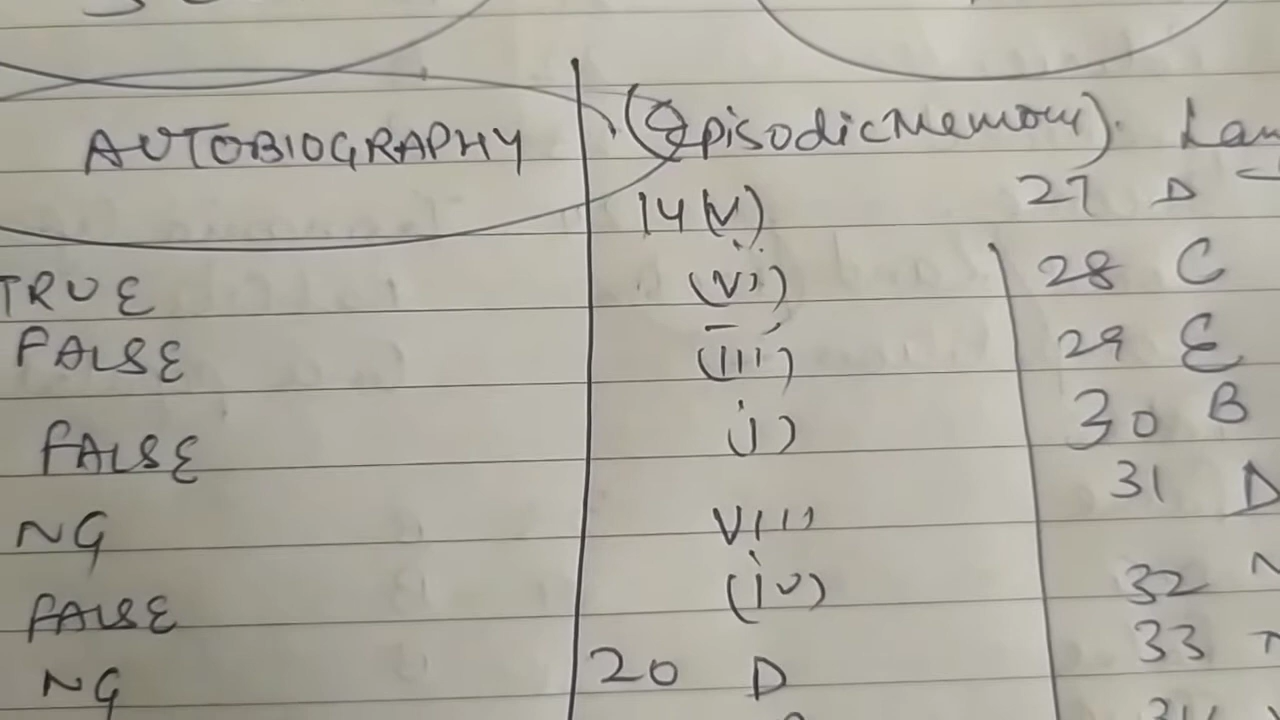 AUTOBIOGRAPHY
TRUE
FALSE
FALSE
NG
FALSE
NG
(Episodic Memory).
14 (v)
(vi)
(iii)
i)
viii
(iv)
20 D
Lan
27 D
28 C
29 E
30 B
31 D
32
33